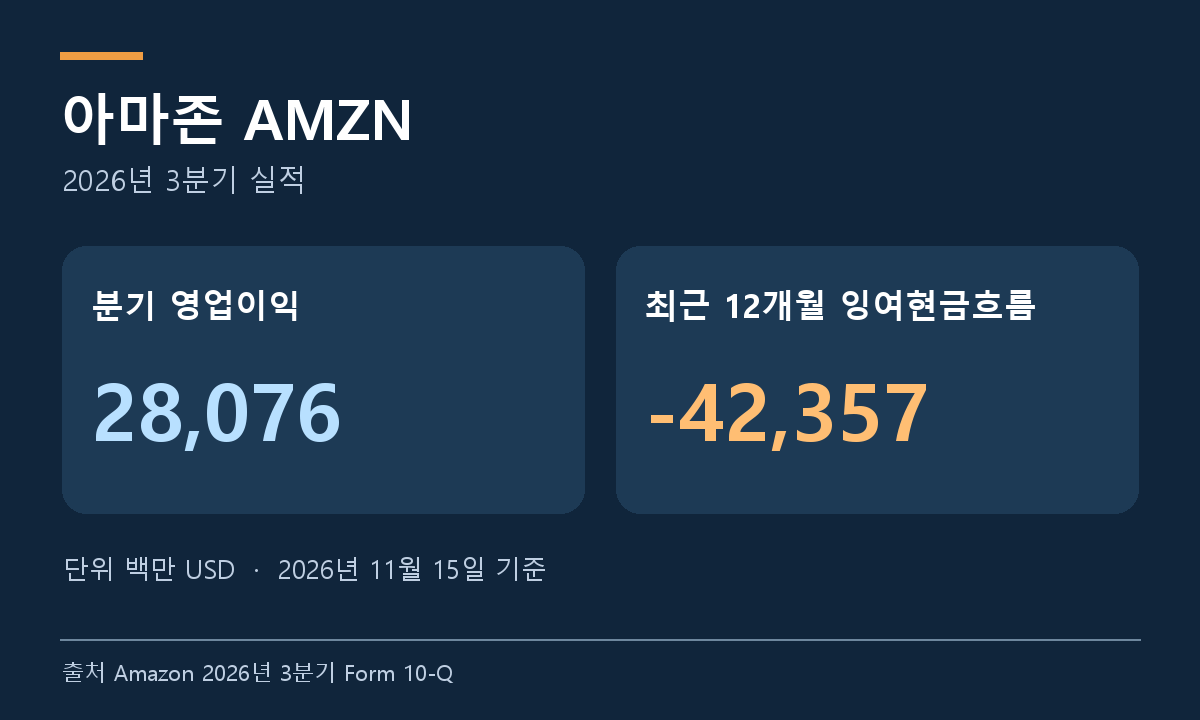 아마존 AMZN
2026년 3분기 실적
분기 영업이익
28,076
최근 12개월 잉여현금흐름
-42,357
단위 백만 USD · 2026년 11월 15일 기준
출처 Amazon 2026년 3분기 Form 10-Q